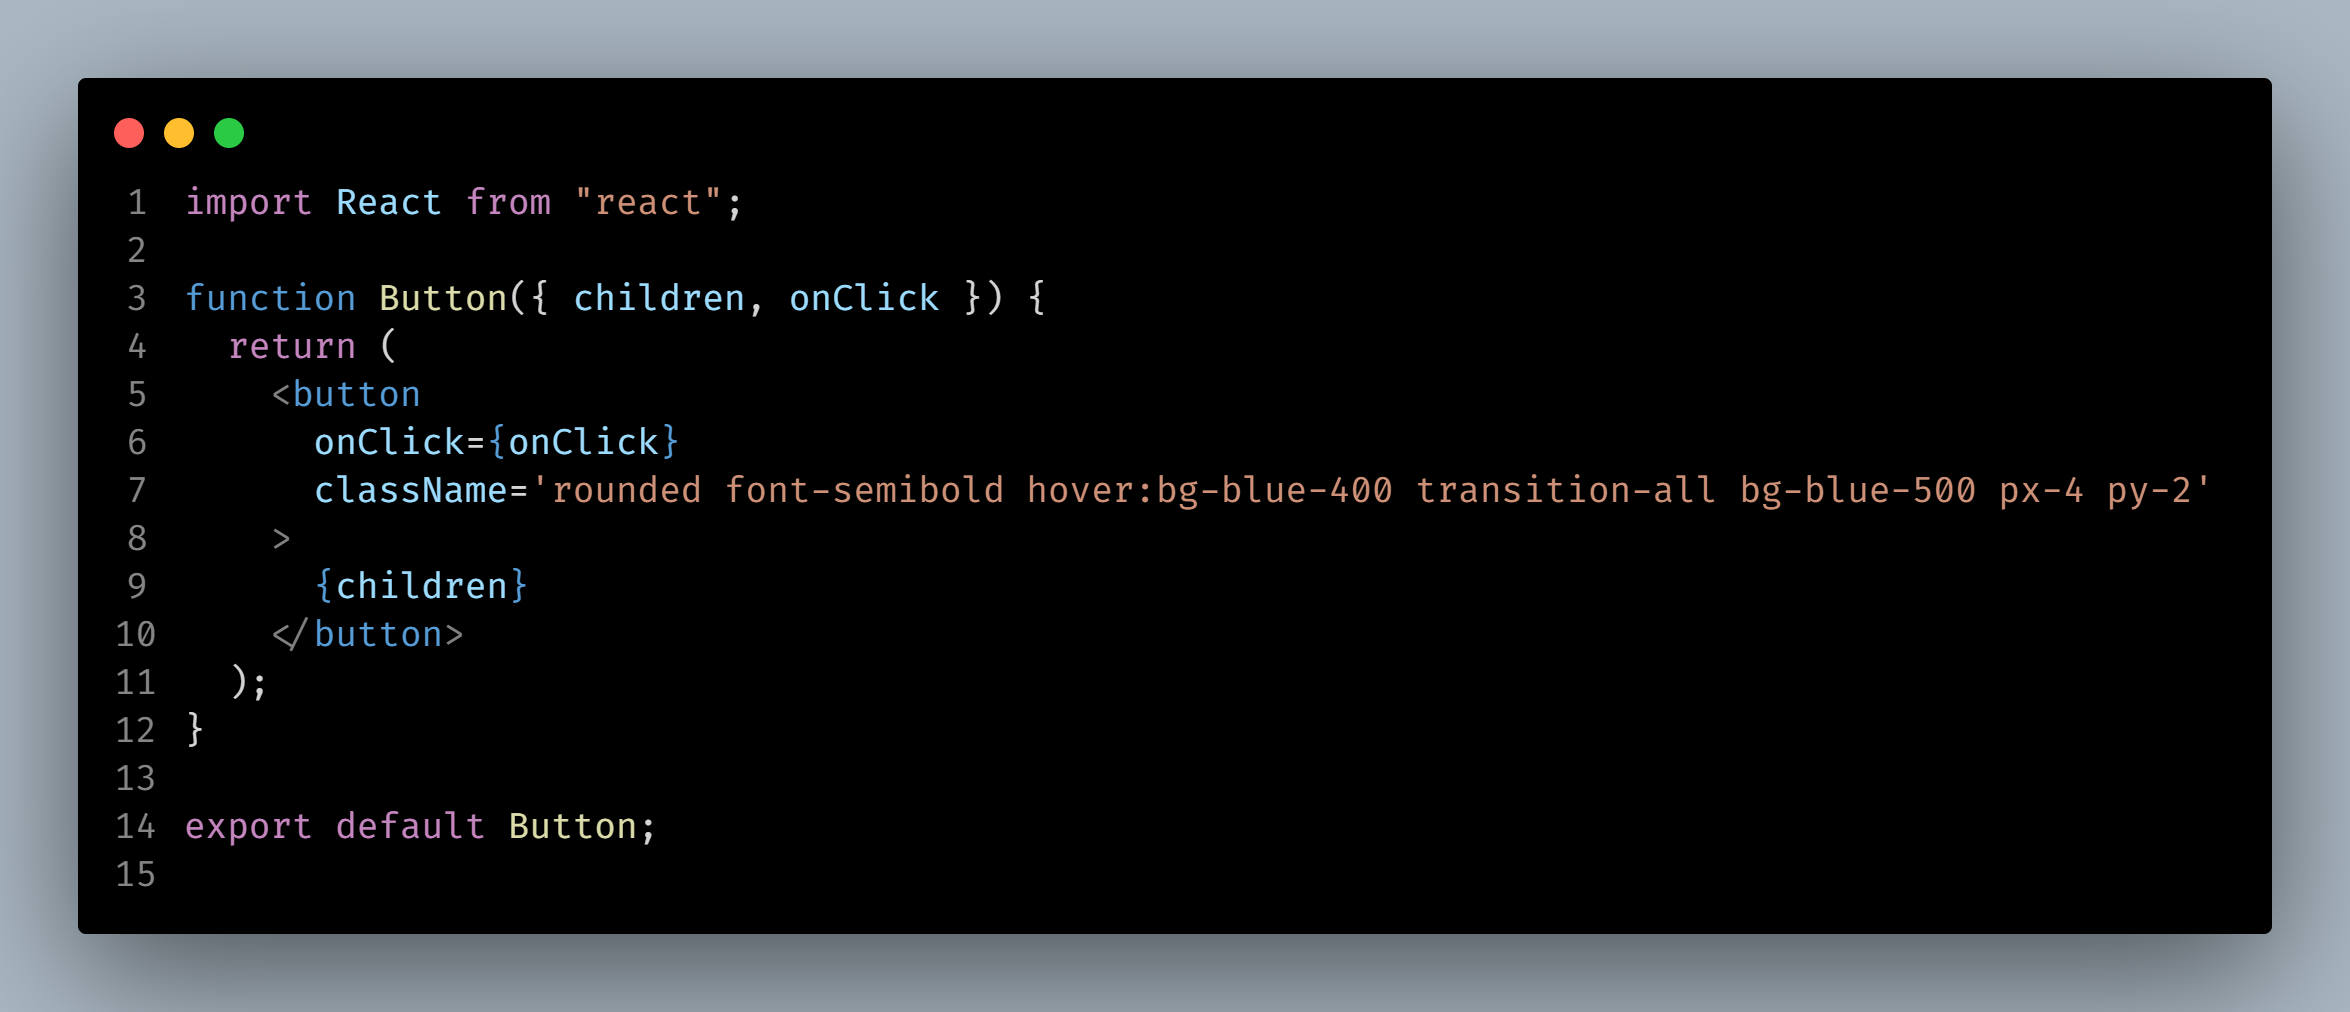 1 import React from "react";
2
3 function Button({ children, onClick }) {
4   return (
5     <button
6       onClick={onClick}
7       className='rounded font-semibold hover:bg-blue-400 transition-all bg-blue-500 px-4 py-2'
8     >
9       {children}
10     </button>
11   );
12 }
13
14 export default Button;
15